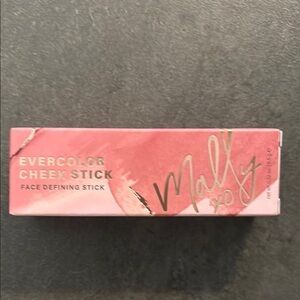 EVERCOLOR
CHEEK STICK
FACE DEFINING STICK
Mally
xo